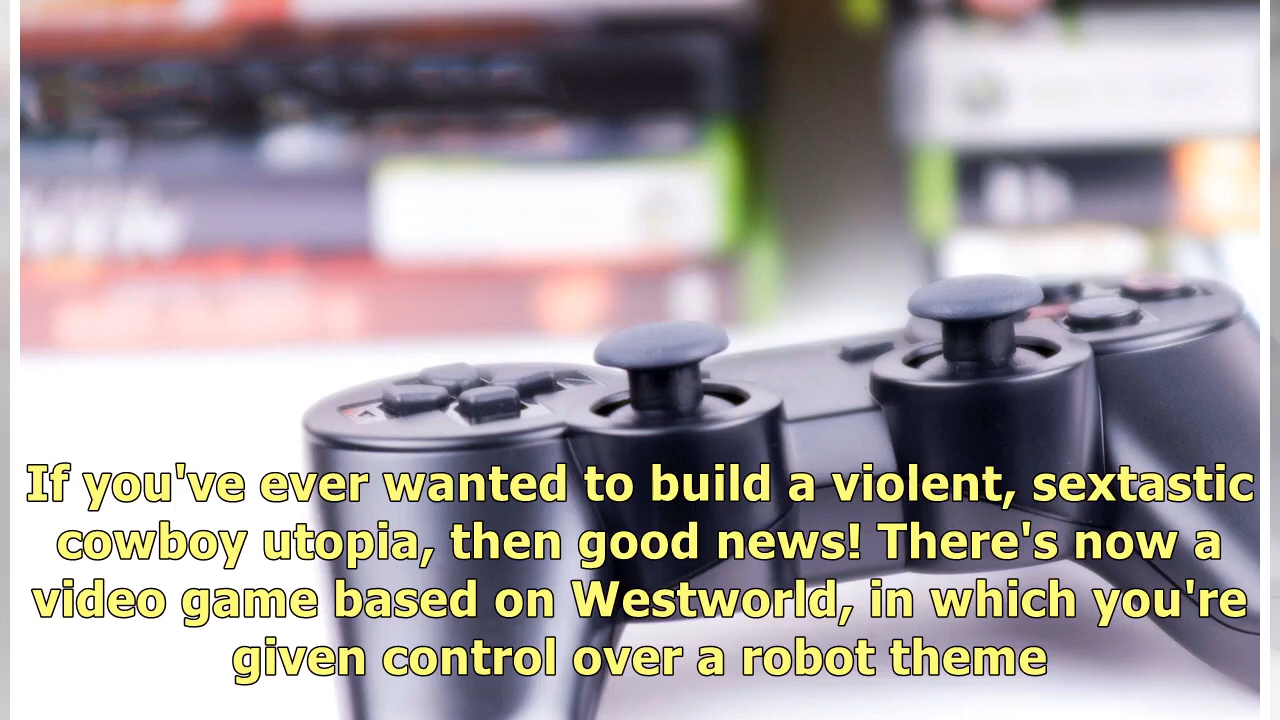 If you've ever wanted to build a violent, sextastic
cowboy utopia, then good news! There's now a
video game based on Westworld, in which you're
given control over a robot theme